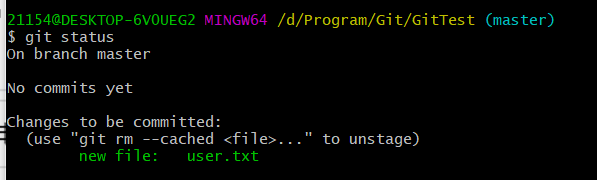 21154@DESKTOP-6VOUEG2 MINGW64 /d/Program/Git/GitTest (master)
$ git status
On branch master
No commits yet
Changes to be committed:
(use "git rm --cached <file>..." to unstage)
new file: user.txt